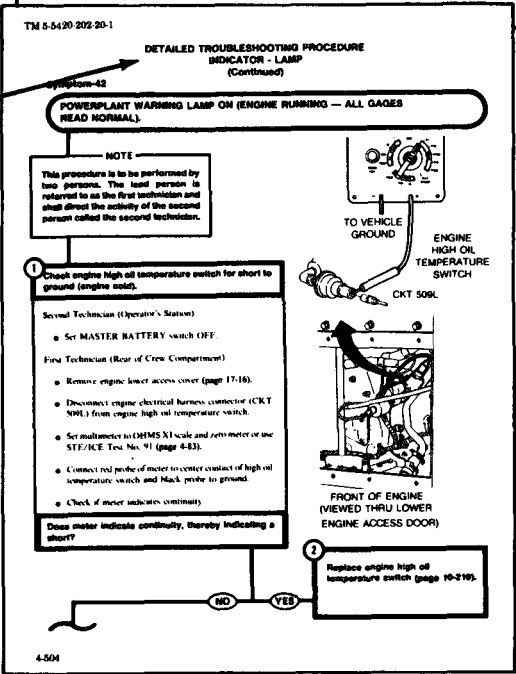 TM 5-5420-202-20-1
DETAILED TROUBLESHOOTING PROCEDURE
INDICATOR - LAMP
(Continued)
Symptom-42
POWERPLANT WARNING LAMP ON (ENGINE RUNNING — ALL GAGES
READ NORMAL).
NOTE
This procedure is to be performed by
two persons. The lead person is
referred to as the first technician and
shall direct the activity of the second
person called the second technician.
TO VEHICLE
GROUND
ENGINE
HIGH OIL
TEMPERATURE
SWITCH
CKT 509L
1
Check engine high oil temperature switch for short to
ground (engine cold).
Second Technician (Operator's Station)
● Set MASTER BATTERY switch OFF.
First Technician (Rear of Crew Compartment)
● Remove engine lower access cover (page 17-16).
● Disconnect engine electrical harness connector (CKT
509L) from engine high oil temperature switch.
● Set multimeter to OHMS X1 scale and zero meter or use
STE/ICE Test No. 91 (page 4-83).
● Connect red probe of meter to center contact of high oil
temperature switch and black probe to ground.
● Check if meter indicates continuity
Does meter indicate continuity, thereby indicating a
short?
FRONT OF ENGINE
(VIEWED THRU LOWER
ENGINE ACCESS DOOR)
2
Replace engine high oil
temperature switch (page 10-219).
NO
YES
4-504